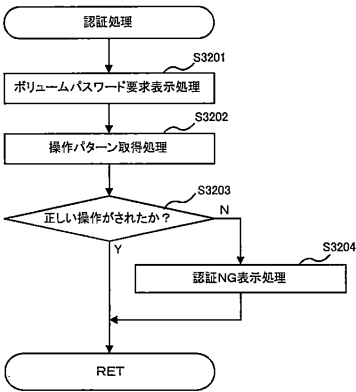 認証処理
S3201
ボリュームパスワード要求表示処理
S3202
操作パターン取得処理
S3203
正しい操作がされたか?
N
Y
S3204
認証NG表示処理
RET